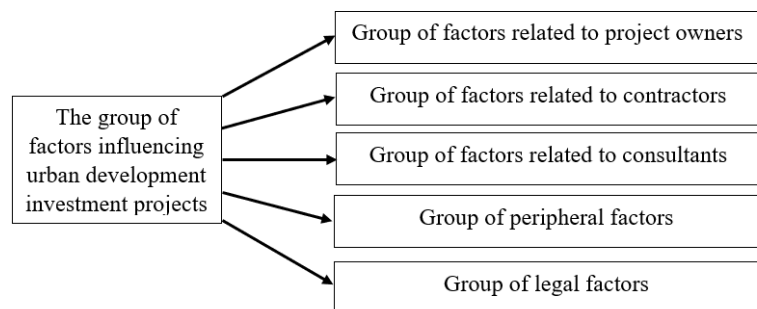 Group of factors related to project owners
Group of factors related to contractors
The group of
factors influencing
urban development
investment projects
Group of factors related to consultants
Group of peripheral factors
Group of legal factors